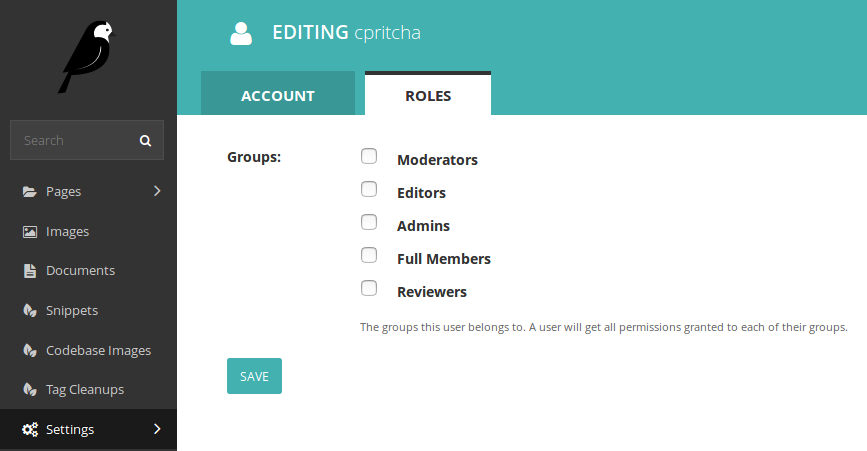 EDITING cpritcha
ACCOUNT
ROLES
Search
Pages
Images
Documents
Snippets
Codebase Images
Tag Cleanups
Settings
Groups:
Moderators
Editors
Admins
Full Members
Reviewers
The groups this user belongs to. A user will get all permissions granted to each of their groups.
SAVE